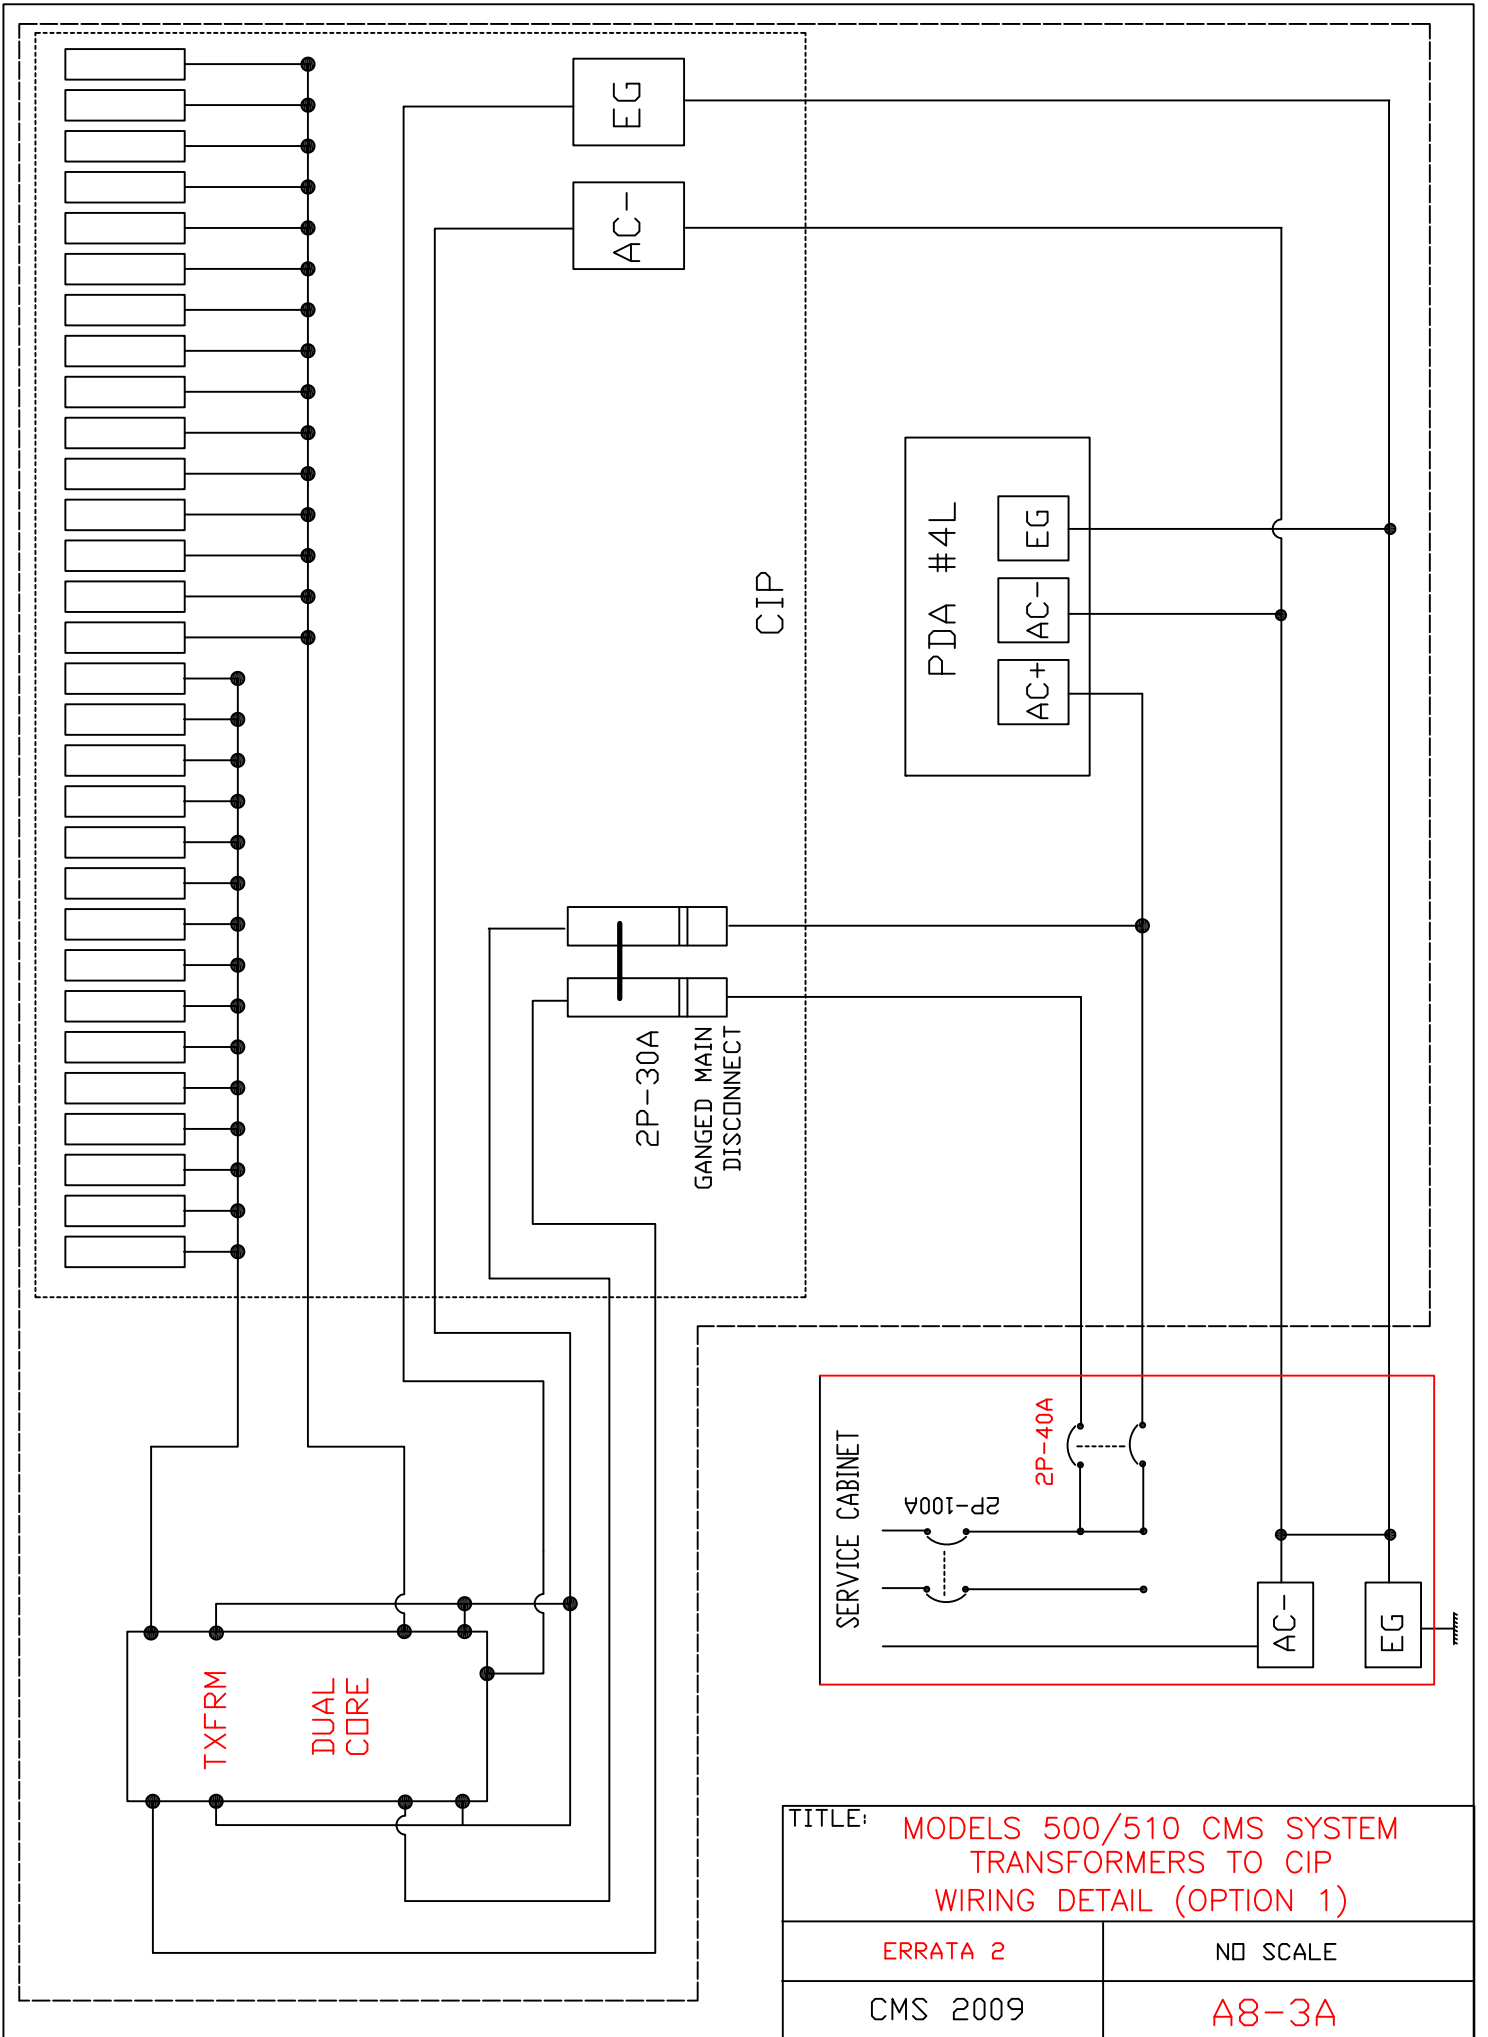 EG
AC-
CIP
PDA #4L
EG
AC-
AC+
2P-30A
GANGED MAIN
DISCONNECT
SERVICE CABINET
2P-40A
2P-100A
AC-
EG
TXFRM
DUAL
CORE
TITLE:
MODELS 500/510 CMS SYSTEM
TRANSFORMERS TO CIP
WIRING DETAIL (OPTION 1)
ERRATA 2
NO SCALE
CMS 2009
A8-3A